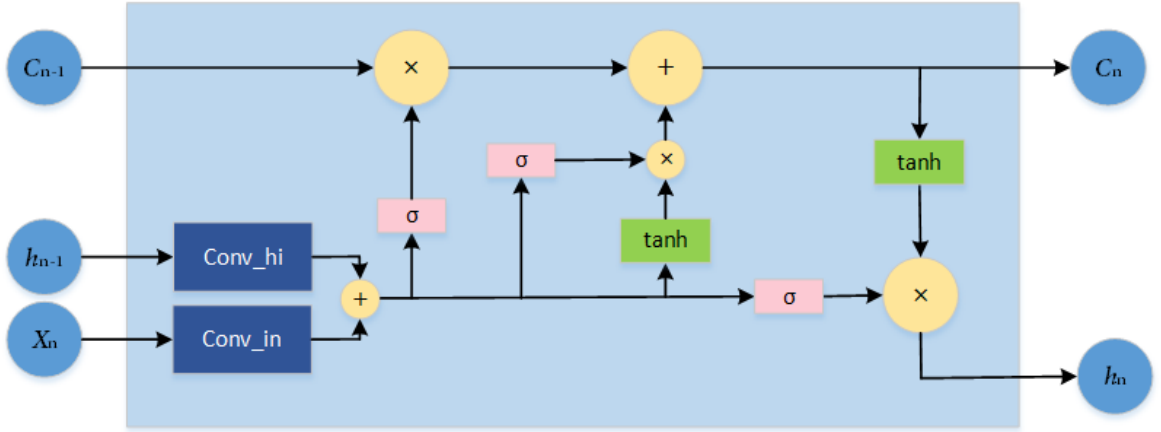 Cn-1
×
+
Cn
σ
×
tanh
σ
tanh
hn-1
Conv_hi
+
σ
×
Xn
Conv_in
hn